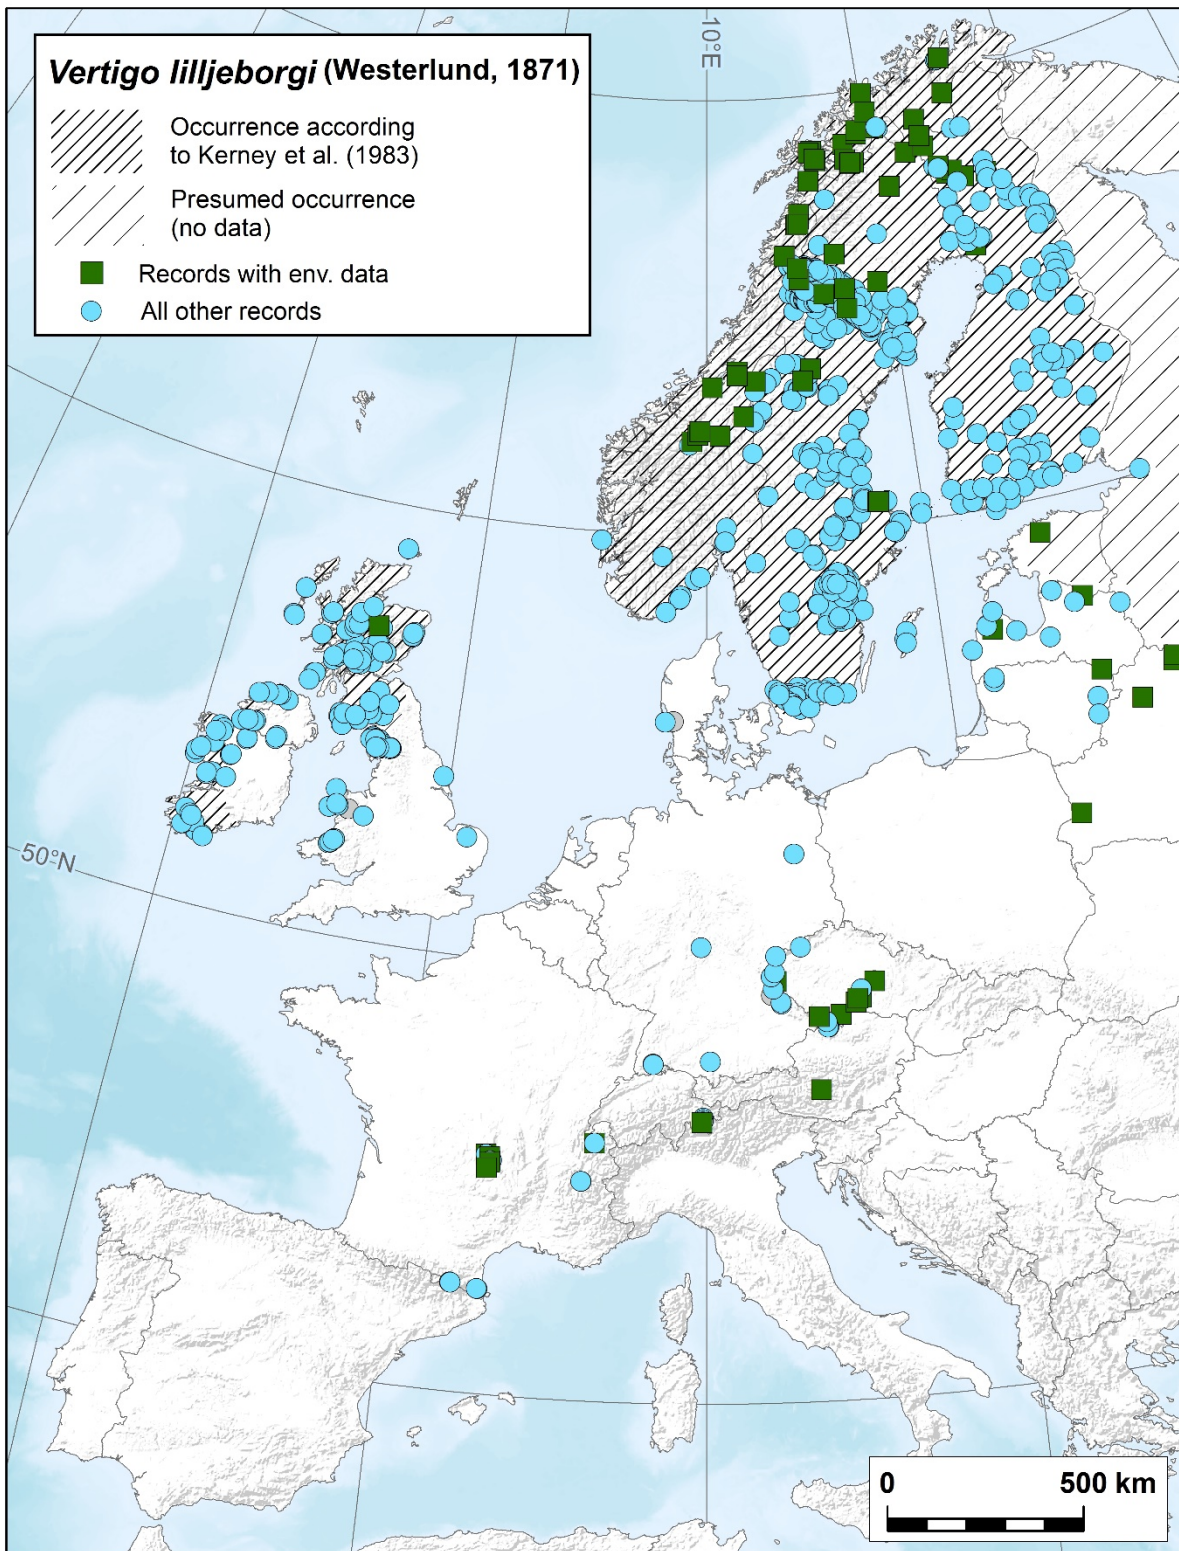 Vertigo lilljeborgi (Westerlund, 1871)
Occurrence according
to Kerney et al. (1983)
Presumed occurrence
(no data)
Records with env. data
All other records
10°E
50°N
0 500 km